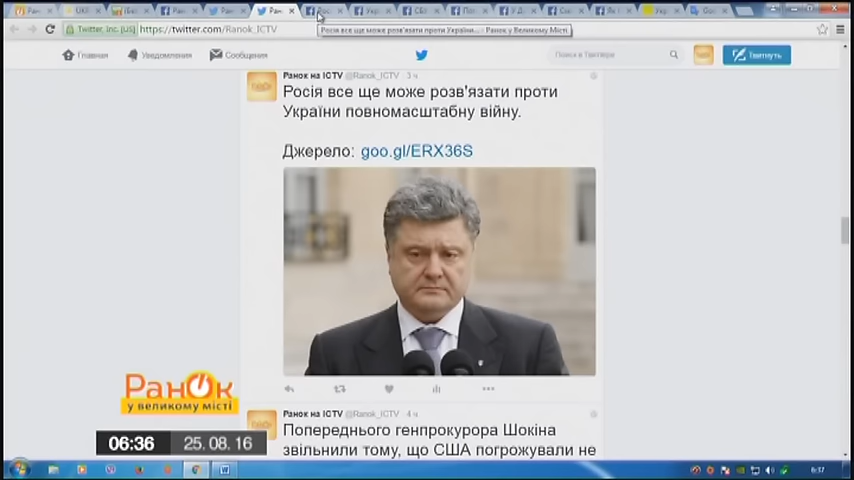 Twitter, Inc. [US]
https://twitter.com/Ranok_ICTV
Росія все ще може розв'язати проти України... - Ранок у Великому Місті
Главная
Уведомления
Сообщения
Поиск в Твиттере
Твитнуть
Ранок на ICTV @Ranok_ICTV · 3 ч
Росія все ще може розв'язати проти
України повномасштабну війну.
Джерело: goo.gl/ERX36S
Ранок на ICTV @Ranok_ICTV · 4 ч
Попереднього генпрокурора Шокіна
звільнили тому, що США погрожували не
РАНОК
у великому місті
06:36
25.08.16
6:37